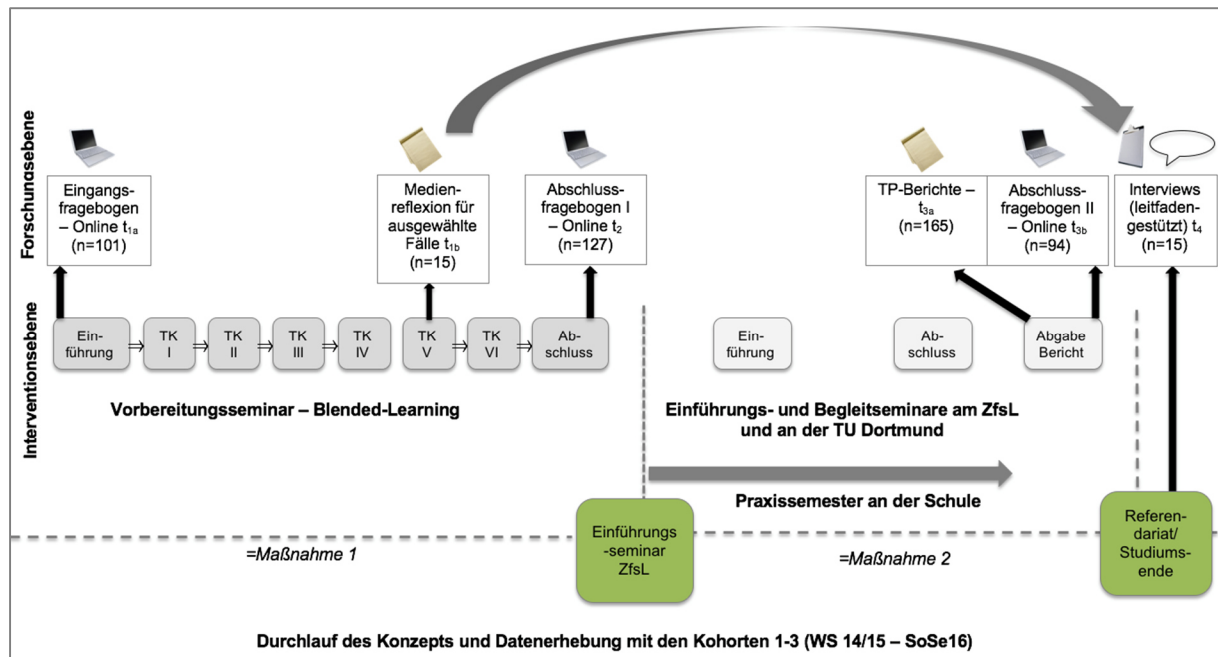 Forschungsebene
Eingangs-
fragebogen
– Online t1a
(n=101)
Medien-
reflexion für
ausgewählte
Fälle t1b
(n=15)
Abschluss-
fragebogen I
– Online t2
(n=127)
TP-Berichte –
t3a
(n=165)
Abschluss-
fragebogen II
– Online t3b
(n=94)
Interviews
(leitfaden-
gestützt) t4
(n=15)
Interventionsebene
Ein-
führung
TK
I
TK
II
TK
III
TK
IV
TK
V
TK
VI
Ab-
schluss
Ein-
führung
Ab-
schluss
Abgabe
Bericht
Vorbereitungsseminar – Blended-Learning
Einführungs- und Begleitseminare am ZfsL
und an der TU Dortmund
Praxissemester an der Schule
Einführungs
-seminar
ZfsL
Referen-
dariat/
Studiums-
ende
=Maßnahme 1
=Maßnahme 2
Durchlauf des Konzepts und Datenerhebung mit den Kohorten 1-3 (WS 14/15 – SoSe16)